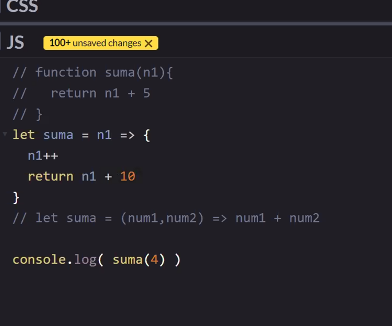 CSS
JS 100+ unsaved changes ✕
// function suma(n1){
//   return n1 + 5
// }
let suma = n1 => {
  n1++
  return n1 + 10
}
// let suma = (num1,num2) => num1 + num2
console.log( suma(4) )